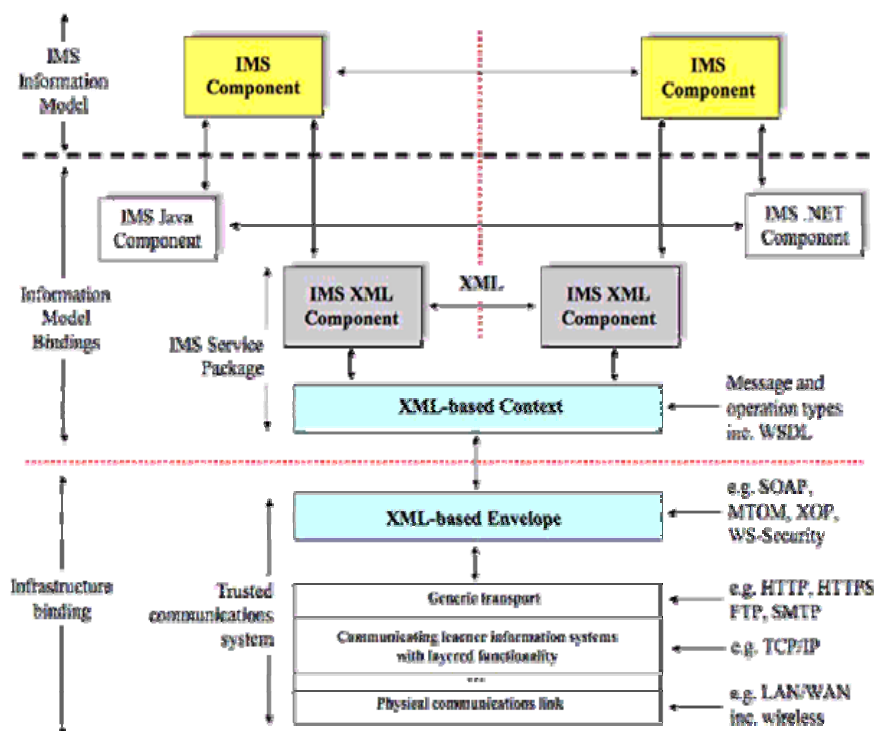 IMS
Information
Model
IMS
Component
IMS
Component
IMS Java
Component
IMS .NET
Component
Information
Model
Bindings
IMS Service
Package
IMS XML
Component
XML
IMS XML
Component
XML-based Context
Message and
operation types
inc. WSDL
XML-based Envelope
e.g. SOAP,
MTOM, XOP,
WS-Security
Infrastructure
binding
Trusted
communications
system
Generic transport
e.g. HTTP, HTTPS
FTP, SMTP
Communicating learner information systems
with layered functionality
e.g. TCP/IP
...
Physical communications link
e.g. LAN/WAN
inc. wireless